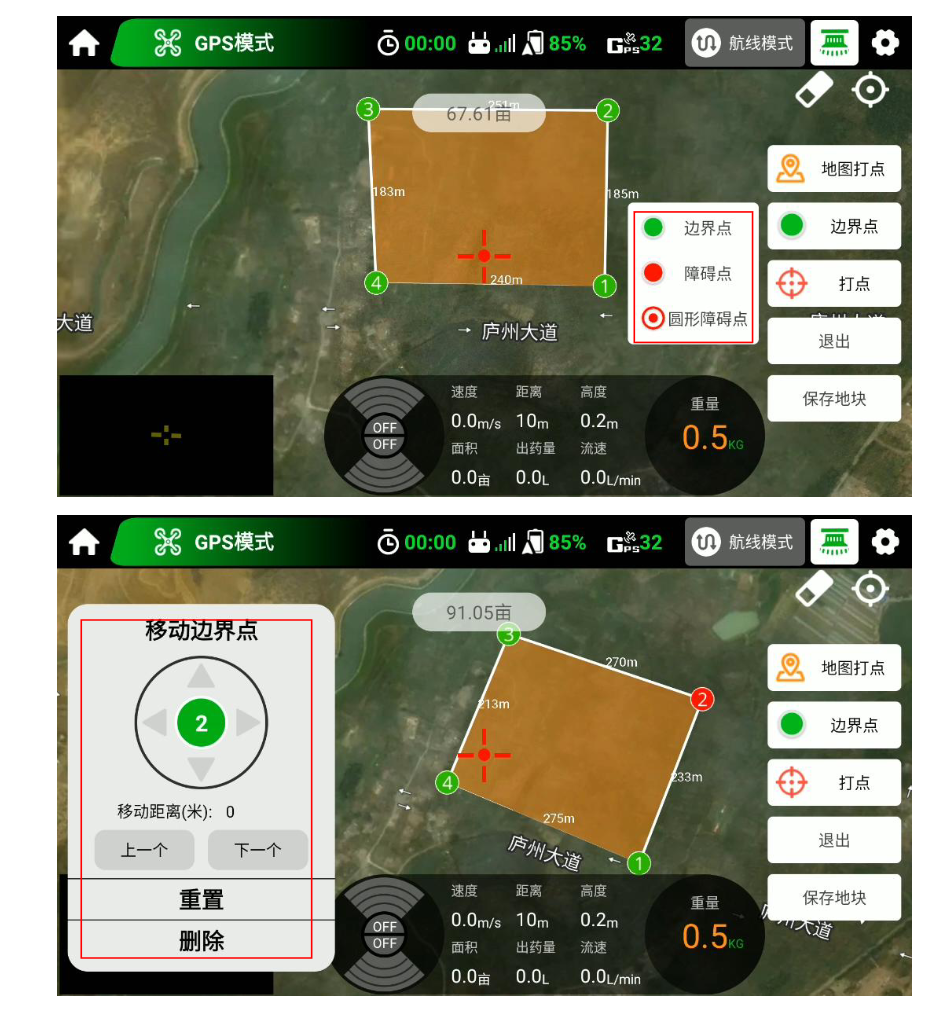 GPS模式 00:00 85% GPS 32 航线模式
251m
3 67.61亩 2
地图打点
183m 185m
边界点 边界点
障碍点
4 240m 1 打点
圆形障碍点
大道 庐州大道
退出
速度 距离 高度
保存地块
0.0m/s 10m 0.2m
重量
OFF
OFF
0.5KG
面积 出药量 流速
0.0亩 0.0L 0.0L/min
GPS模式 00:00 85% GPS 32 航线模式
91.05亩
移动边界点 3
270m 地图打点
213m 2
2 边界点
4 233m 打点
移动距离(米): 0
275m
上一个 下一个 庐州大道 1 退出
重置
速度 距离 高度
重量 保存地块
0.0m/s 10m 0.2m
庐州大道
OFF
OFF
0.5KG
删除
面积 出药量 流速
0.0亩 0.0L 0.0L/min